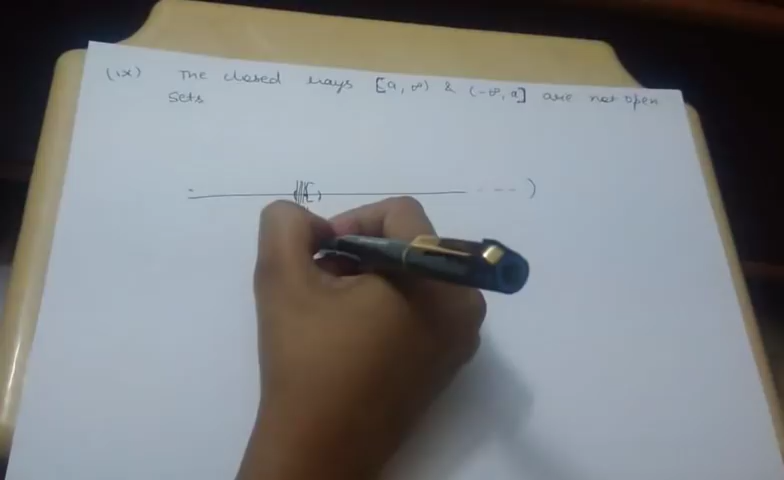 (ix) The closed rays [a, ∞) & (-∞, a] are not open
sets